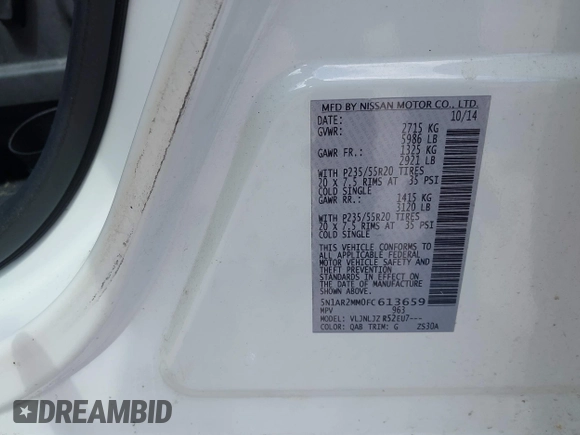 MFD BY NISSAN MOTOR CO., LTD.
DATE: 10/14
GVWR: 2715 KG
5986 LB
GAWR FR.: 1325 KG
2921 LB
WITH P235/55R20 TIRES
20 X 7.5 RIMS AT 35 PSI
COLD SINGLE
GAWR RR.: 1415 KG
3120 LB
WITH P235/55R20 TIRES
20 X 7.5 RIMS AT 35 PSI
COLD SINGLE
THIS VEHICLE CONFORMS TO
ALL APPLICABLE FEDERAL
MOTOR VEHICLE SAFETY AND
THEFT PREVENTION
STANDARDS IN EFFECT ON
THE DATE OF MANUFACTURE
SHOWN ABOVE.
5N1AR2MM0FC613659
MPV 963
MODEL: VLJNLJZ R52EU7---
COLOR: QAB TRIM: G ZS30A
DREAMBID